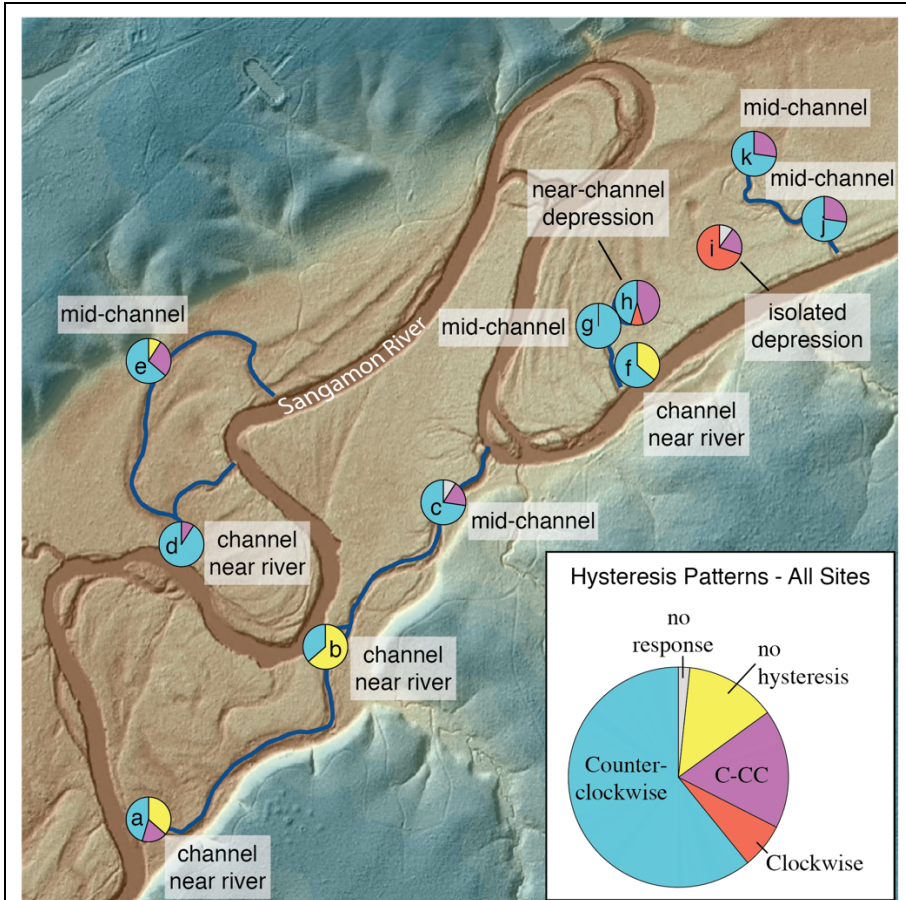 mid-channel
k
mid-channel
near-channel
depression
j
i
h
mid-channel
g
isolated
depression
mid-channel
e
Sangamon River
f
channel
near river
c
mid-channel
d
channel
near river
b
channel
near river
a
channel
near river
Hysteresis Patterns - All Sites
no
response
no
hysteresis
Counter-
clockwise
C-CC
Clockwise